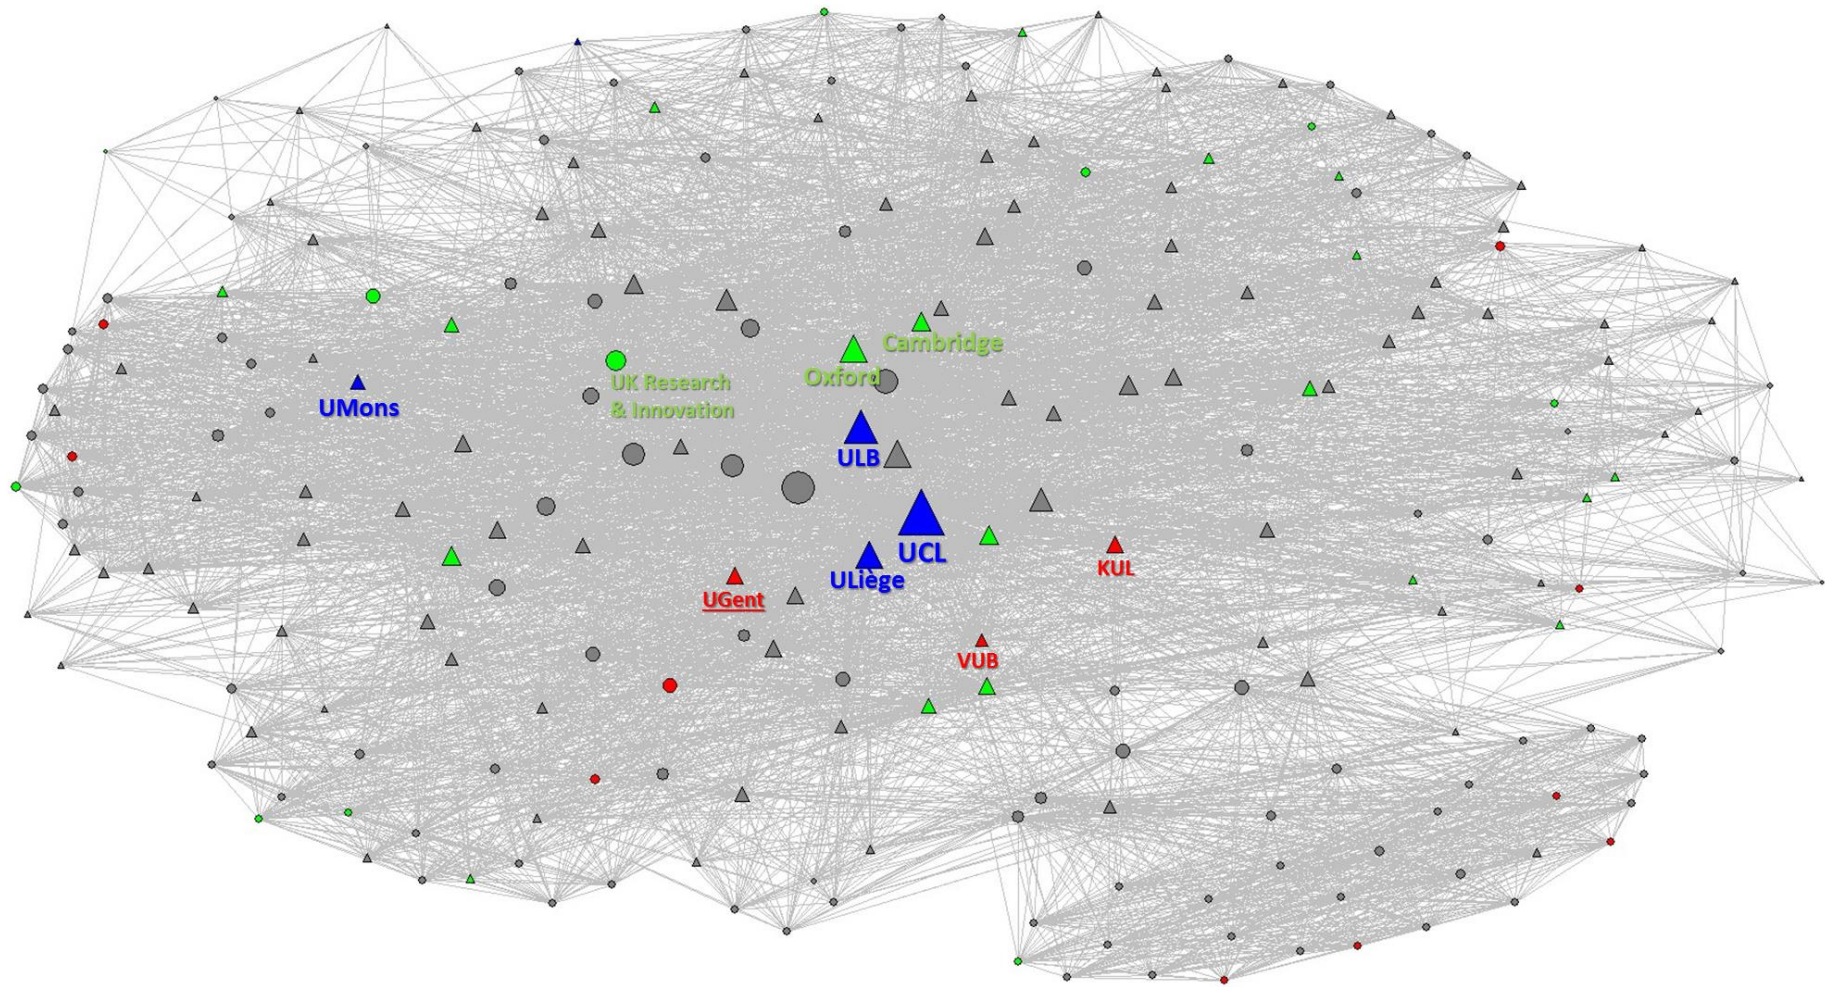 Cambridge
Oxford
UK Research
& Innovation
UMons
ULB
UCL
KUL
ULiège
UGent
VUB